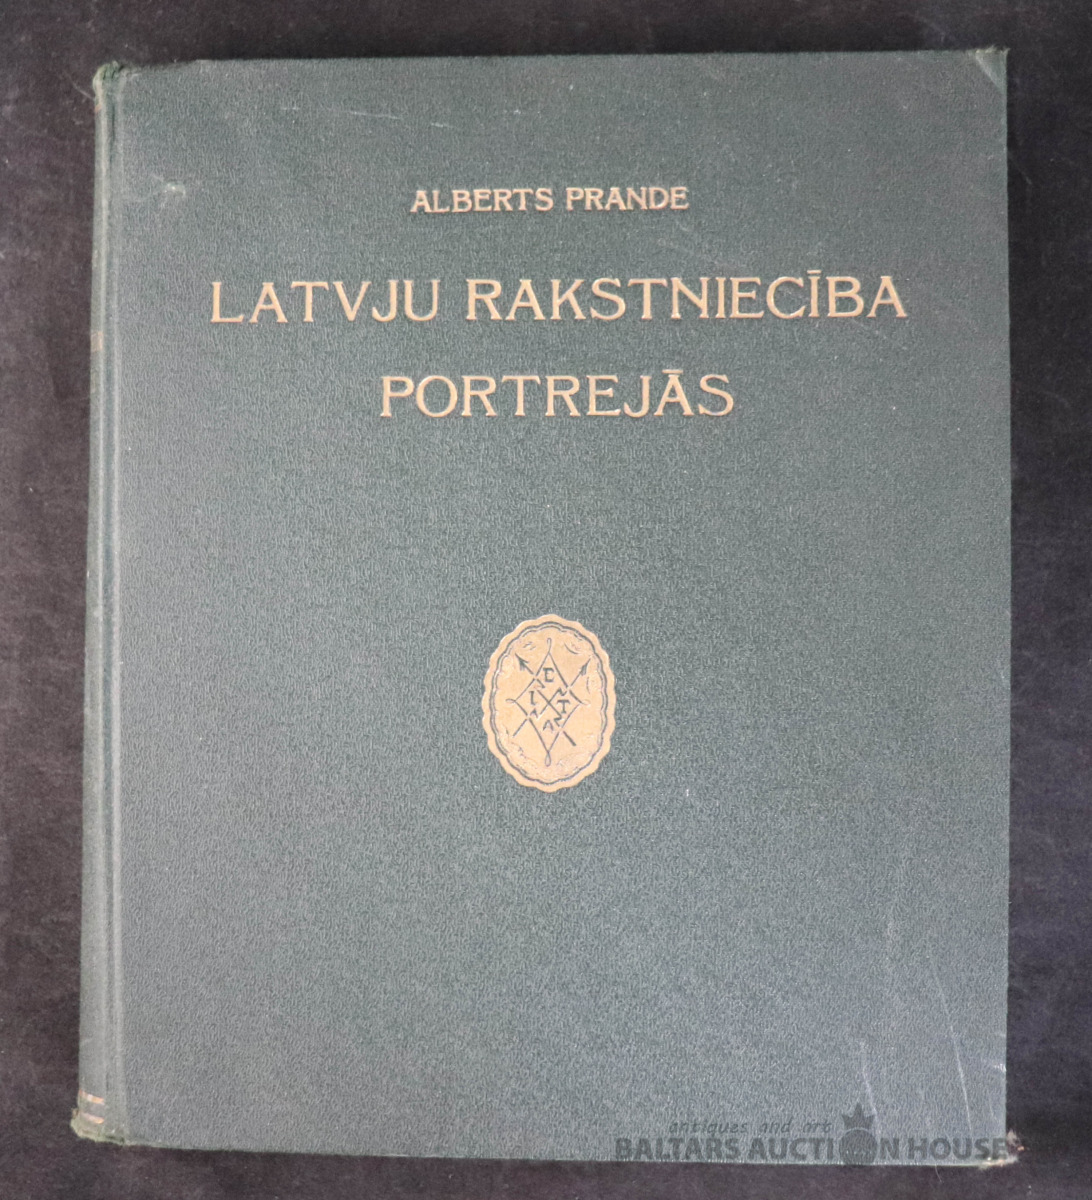 ALBERTS PRANDE
LATVJU RAKSTNIECĪBA
PORTREJĀS
antiques and art
BALTARS AUCTION HOUSE